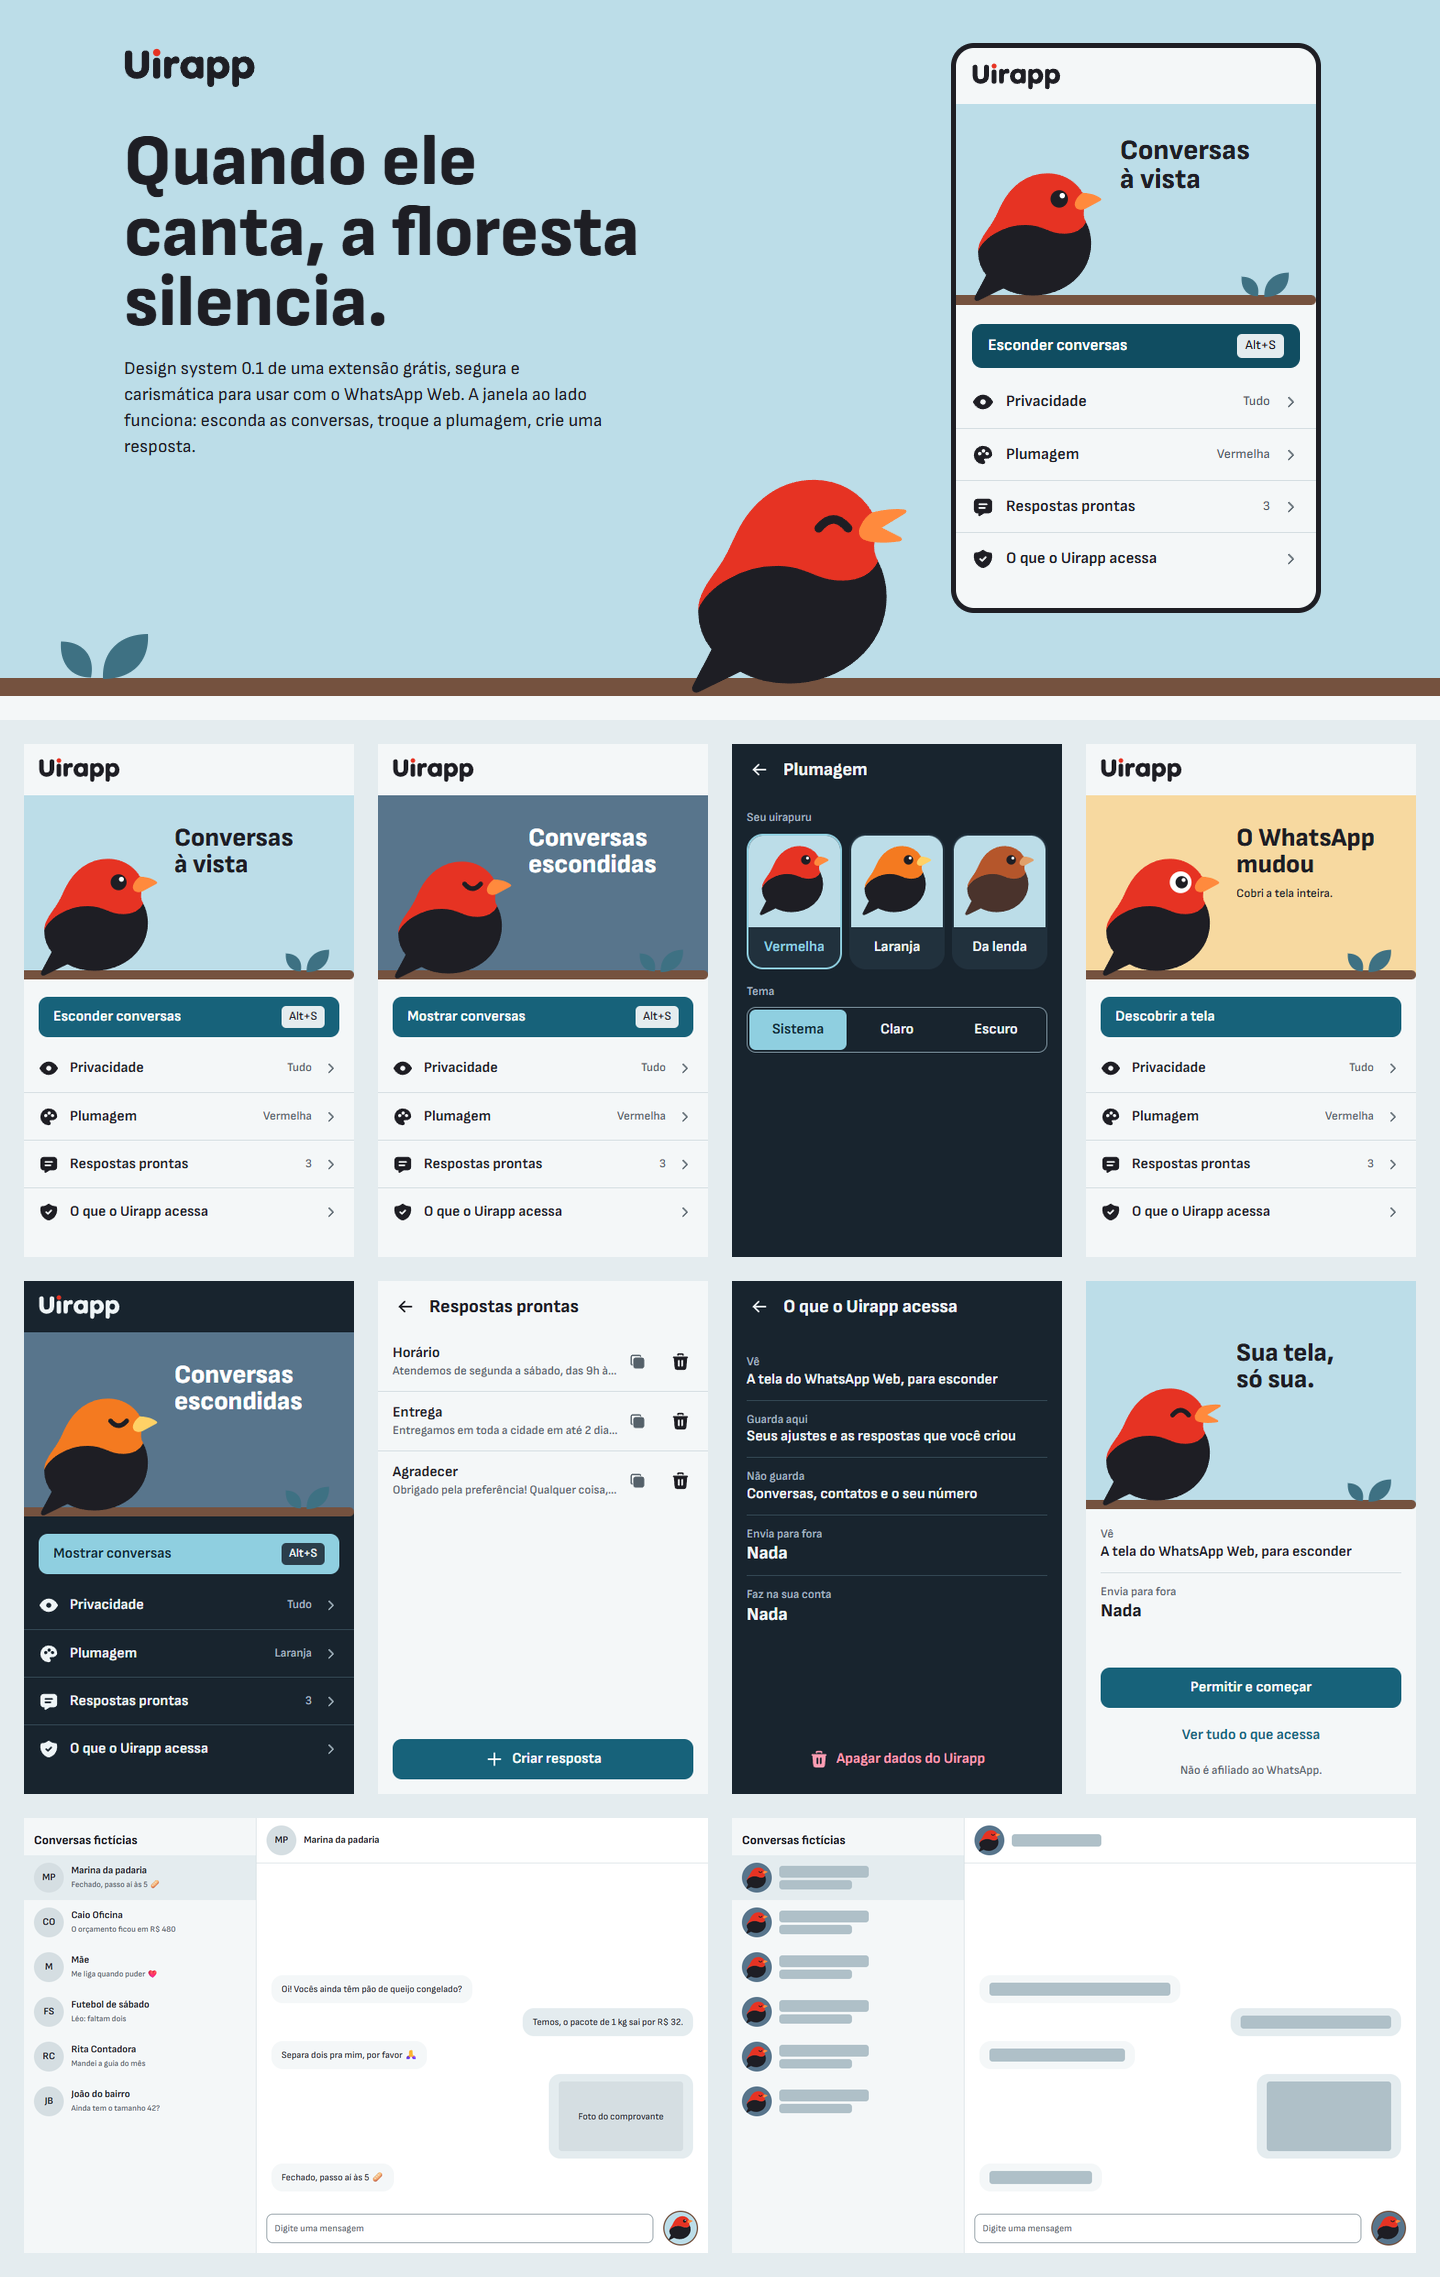 Uirapp
Quando ele
canta, a floresta
silencia.
Design system 0.1 de uma extensão grátis, segura e
carismática para usar com o WhatsApp Web. A janela ao lado
funciona: esconda as conversas, troque a plumagem, crie uma
resposta.
Uirapp
Conversas
à vista
Esconder conversas Alt+S
Privacidade Tudo
Plumagem Vermelha
Respostas prontas 3
O que o Uirapp acessa
Uirapp
Conversas
à vista
Esconder conversas Alt+S
Privacidade Tudo
Plumagem Vermelha
Respostas prontas 3
O que o Uirapp acessa
Uirapp
Conversas
escondidas
Mostrar conversas Alt+S
Privacidade Tudo
Plumagem Vermelha
Respostas prontas 3
O que o Uirapp acessa
Plumagem
Seu uirapuru
Vermelha Laranja Da lenda
Tema
Sistema Claro Escuro
Uirapp
O WhatsApp
mudou
Cobri a tela inteira.
Descobrir a tela
Privacidade Tudo
Plumagem Vermelha
Respostas prontas 3
O que o Uirapp acessa
Uirapp
Conversas
escondidas
Mostrar conversas Alt+S
Privacidade Tudo
Plumagem Laranja
Respostas prontas 3
O que o Uirapp acessa
Respostas prontas
Horário
Atendemos de segunda a sábado, das 9h à...
Entrega
Entregamos em toda a cidade em até 2 dia...
Agradecer
Obrigado pela preferência! Qualquer coisa,...
Criar resposta
O que o Uirapp acessa
Vê
A tela do WhatsApp Web, para esconder
Guarda aqui
Seus ajustes e as respostas que você criou
Não guarda
Conversas, contatos e o seu número
Envia para fora
Nada
Faz na sua conta
Nada
Apagar dados do Uirapp
Sua tela,
só sua.
Vê
A tela do WhatsApp Web, para esconder
Envia para fora
Nada
Permitir e começar
Ver tudo o que acessa
Não é afiliado ao WhatsApp.
Conversas fictícias
MP Marina da padaria
Fechado, passo aí às 5 🥖
CO Caio Oficina
O orçamento ficou em R$ 480
M Mãe
Me liga quando puder 💖
FS Futebol de sábado
Léo: faltam dois
RC Rita Contadora
Mandei a guia do mês
JB João do bairro
Ainda tem o tamanho 42?
MP Marina da padaria
Oi! Vocês ainda têm pão de queijo congelado?
Temos, o pacote de 1 kg sai por R$ 32.
Separa dois pra mim, por favor 🙏
Foto do comprovante
Fechado, passo aí às 5 🥖
Digite uma mensagem
Conversas fictícias
Digite uma mensagem